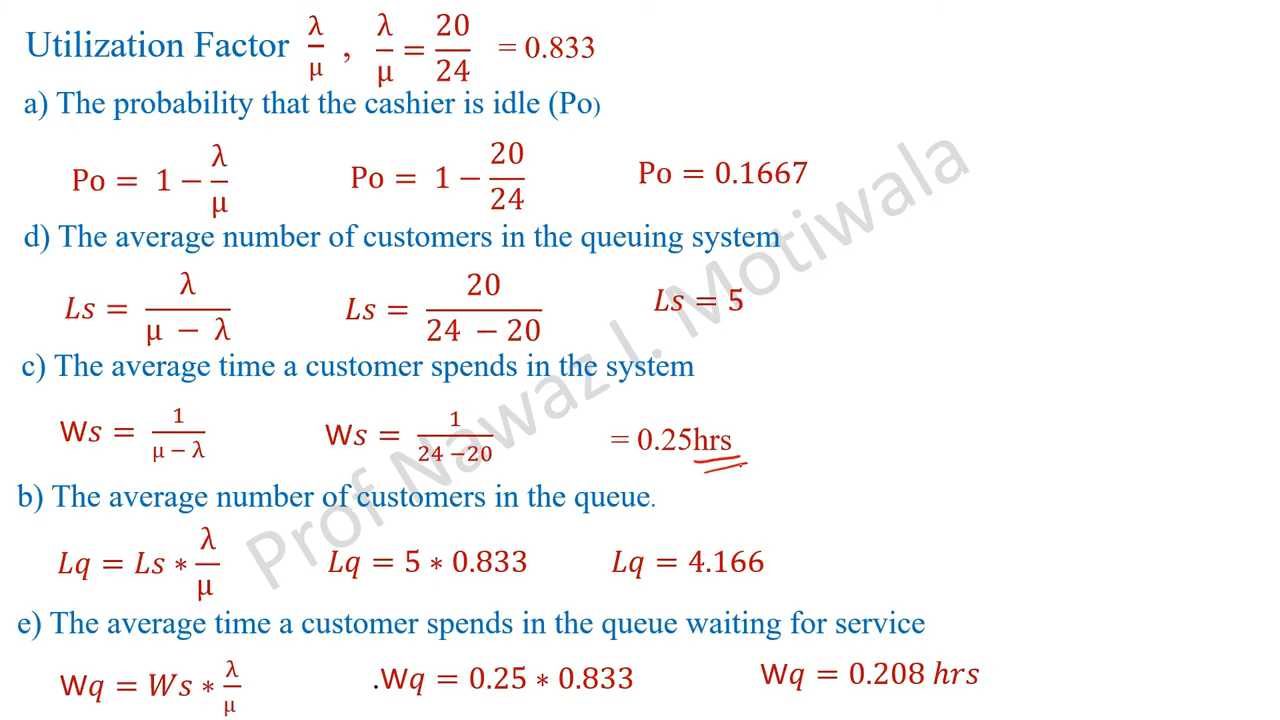 Utilization Factor λ/μ , λ/μ = 20/24 = 0.833
a) The probability that the cashier is idle (Po)
Po = 1 − λ/μ Po = 1 − 20/24 Po = 0.1667
d) The average number of customers in the queuing system
Ls = λ/(μ − λ) Ls = 20/(24 − 20) Ls = 5
c) The average time a customer spends in the system
Ws = 1/(μ − λ) Ws = 1/(24 −20) = 0.25hrs
b) The average number of customers in the queue.
Lq = Ls ∗ λ/μ Lq = 5 ∗ 0.833 Lq = 4.166
e) The average time a customer spends in the queue waiting for service
Wq = Ws ∗ λ/μ .Wq = 0.25 ∗ 0.833 Wq = 0.208 hrs
Prof Nawaz I. Motiwala